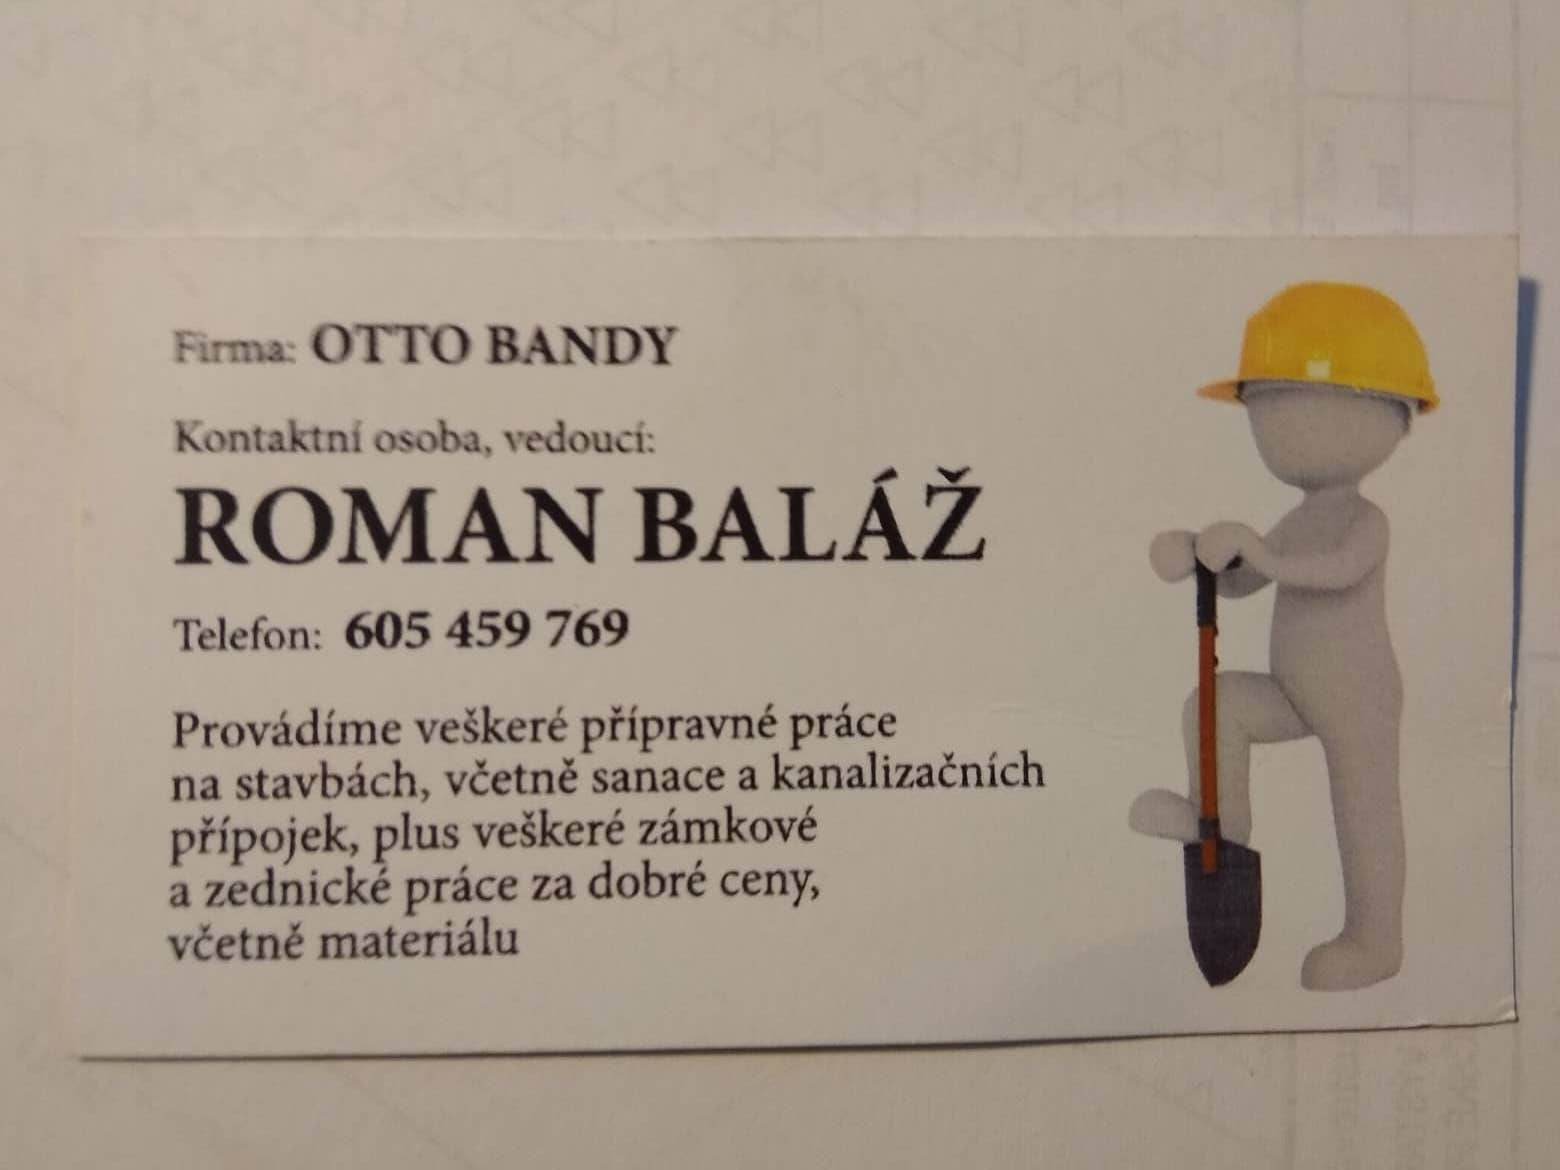 Firma: OTTO BANDY
Kontaktní osoba, vedoucí:
ROMAN BALÁŽ
Telefon: 605 459 769
Provádíme veškeré přípravné práce
na stavbách, včetně sanace a kanalizačních
přípojek, plus veškeré zámkové
a zednické práce za dobré ceny,
včetně materiálu